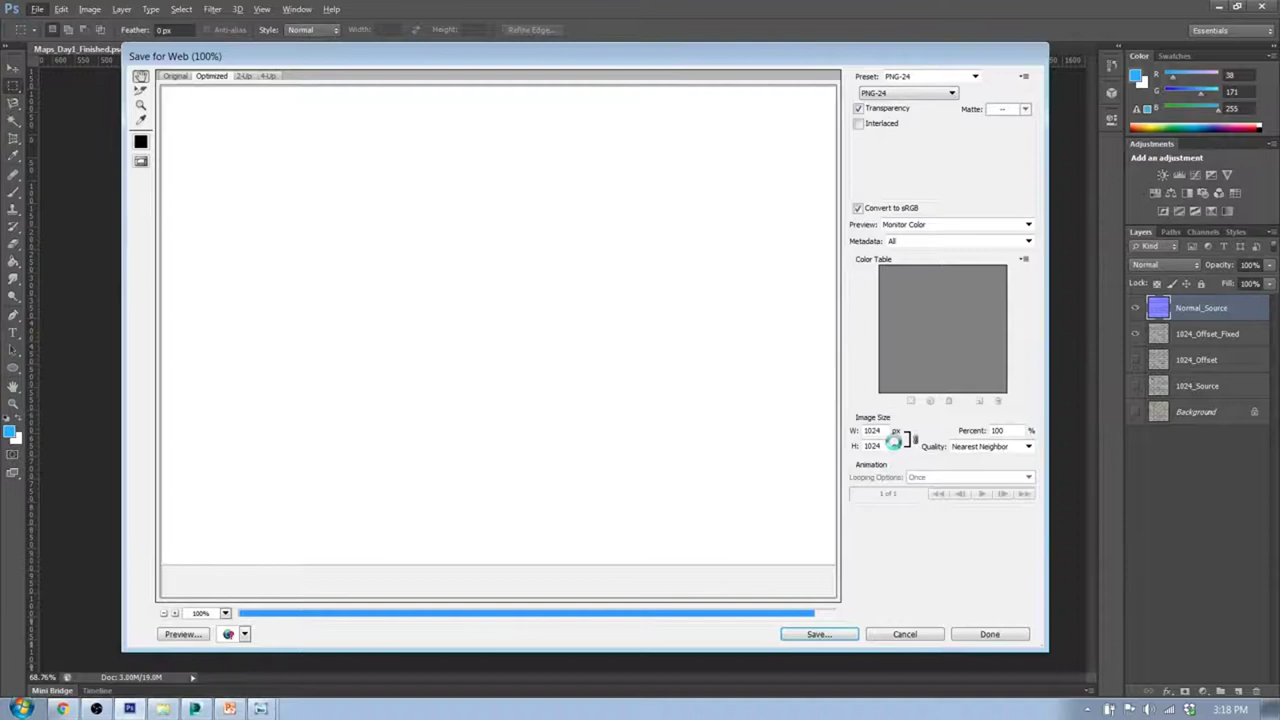 Ps File Edit Image Layer Type Select Filter 3D View Window Help
Feather: 0 px Anti-alias Style: Normal Width: Height: Refine Edge... Essentials
Maps_Day1_Finished.ps
600 550 500 1600
Save for Web (100%)
Original Optimized 2-Up 4-Up
Preset: PNG-24
PNG-24
Transparency Matte: --
Interlaced
Convert to sRGB
Preview: Monitor Color
Metadata: All
Color Table
Image Size
W: 1024 px Percent: 100 %
H: 1024 Quality: Nearest Neighbor
Animation
Looping Options: Once
1 of 1
100%
Preview... Save... Cancel Done
Color Swatches
R 38
G 171
B 255
Adjustments
Add an adjustment
Layers Paths Channels Styles
Kind
Normal Opacity: 100%
Lock: Fill: 100%
Normal_Source
1024_Offset_Fixed
1024_Offset
1024_Source
Background
68.76% Doc: 3.00M/19.0M
Mini Bridge Timeline
3:18 PM